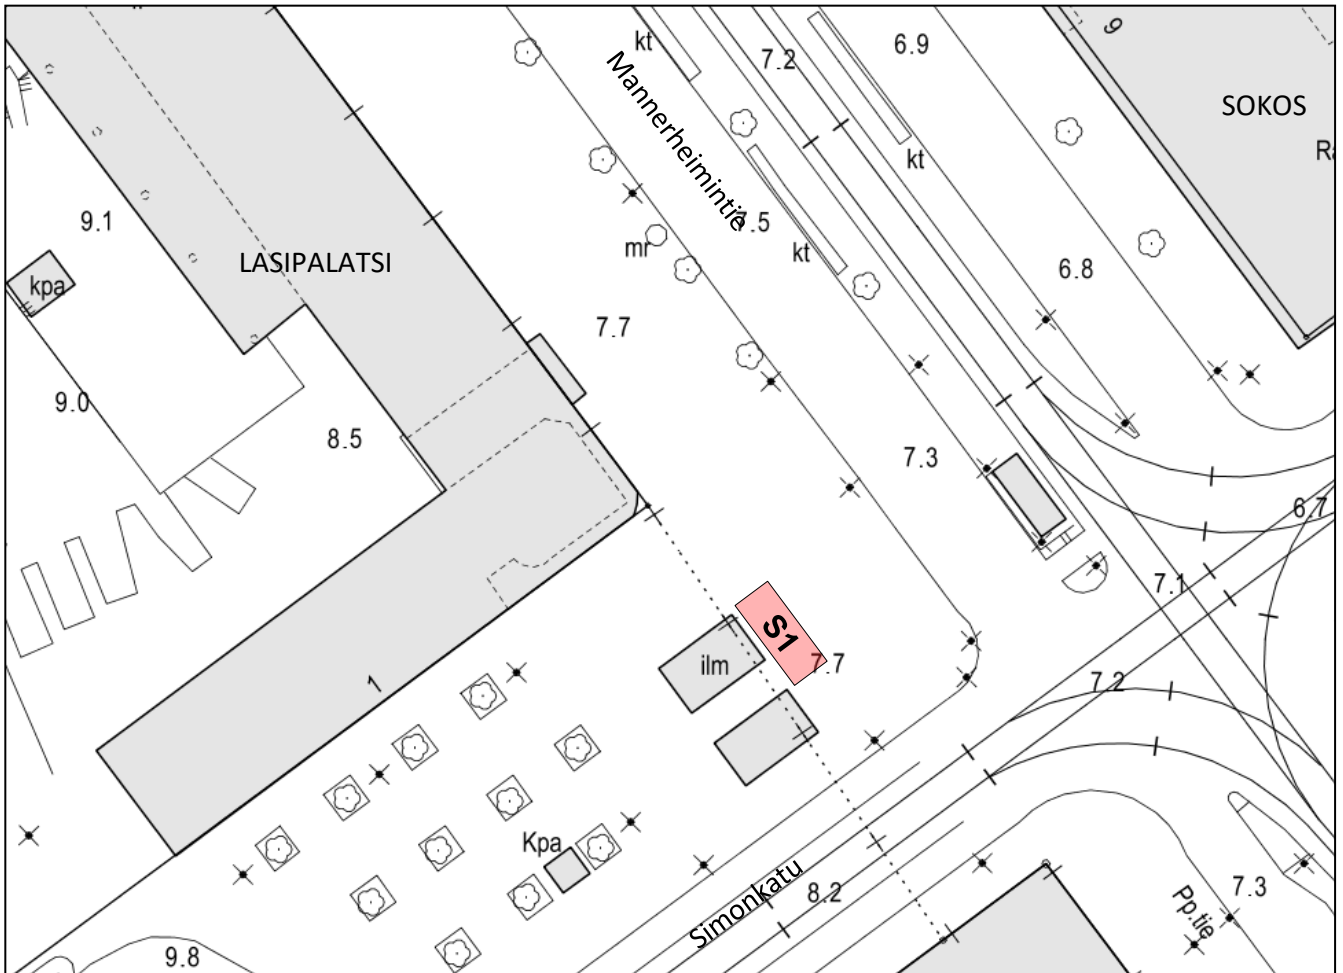 kt
7.2
6.9
9
SOKOS
Mannerheimintie
kt
9.1
.5
LASIPALATSI
mr
kt
6.8
kpa
7.7
9.0
8.5
7.3
6.7
7.1
S1
ilm
7.7
1
7.2
Kpa
Simonkatu
8.2
7.3
Pp.tie
9.8